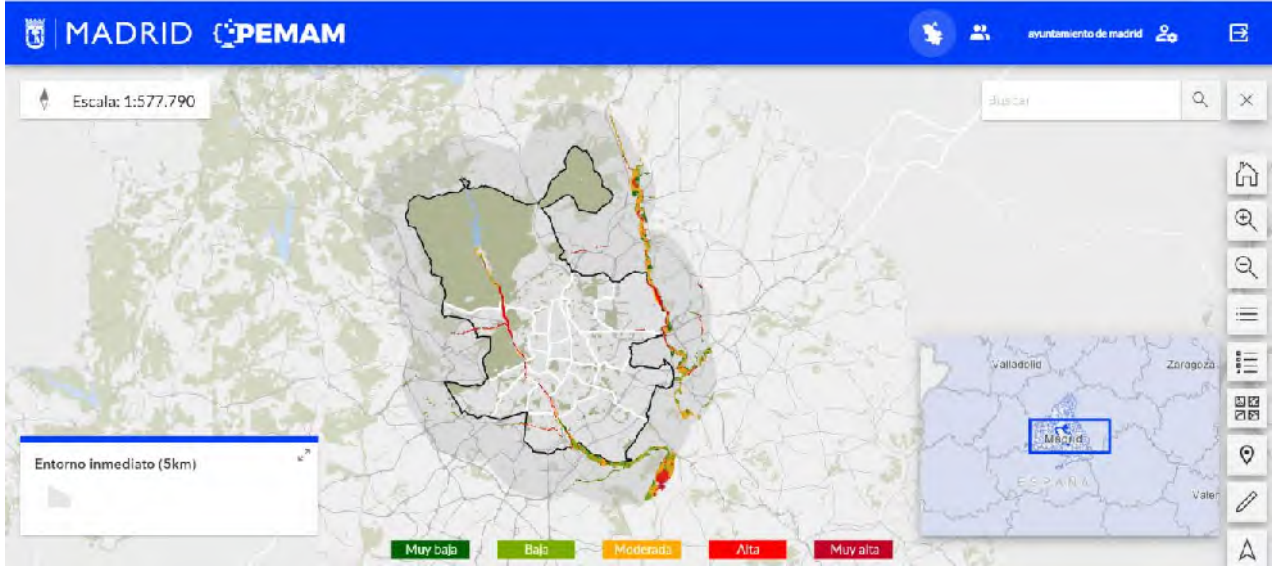 MADRID PEMAM
ayuntamiento de madrid
Escala: 1:577.790
Buscar
Valladolid
Zaragoza
Madrid
ESPAÑA
Valen
Entorno inmediato (5km)
Muy baja Baja Moderada Alta Muy alta